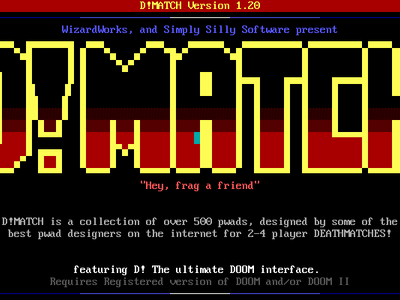 D!MATCH Version 1.20
WizardWorks, and Simply Silly Software present
D!MATCH
"Hey, frag a friend"
D!MATCH is a collection of over 500 pwads, designed by some of the
best pwad designers on the internet for 2-4 player DEATHMATCHES!
featuring D! The ultimate DOOM interface.
Requires Registered version of DOOM and/or DOOM II